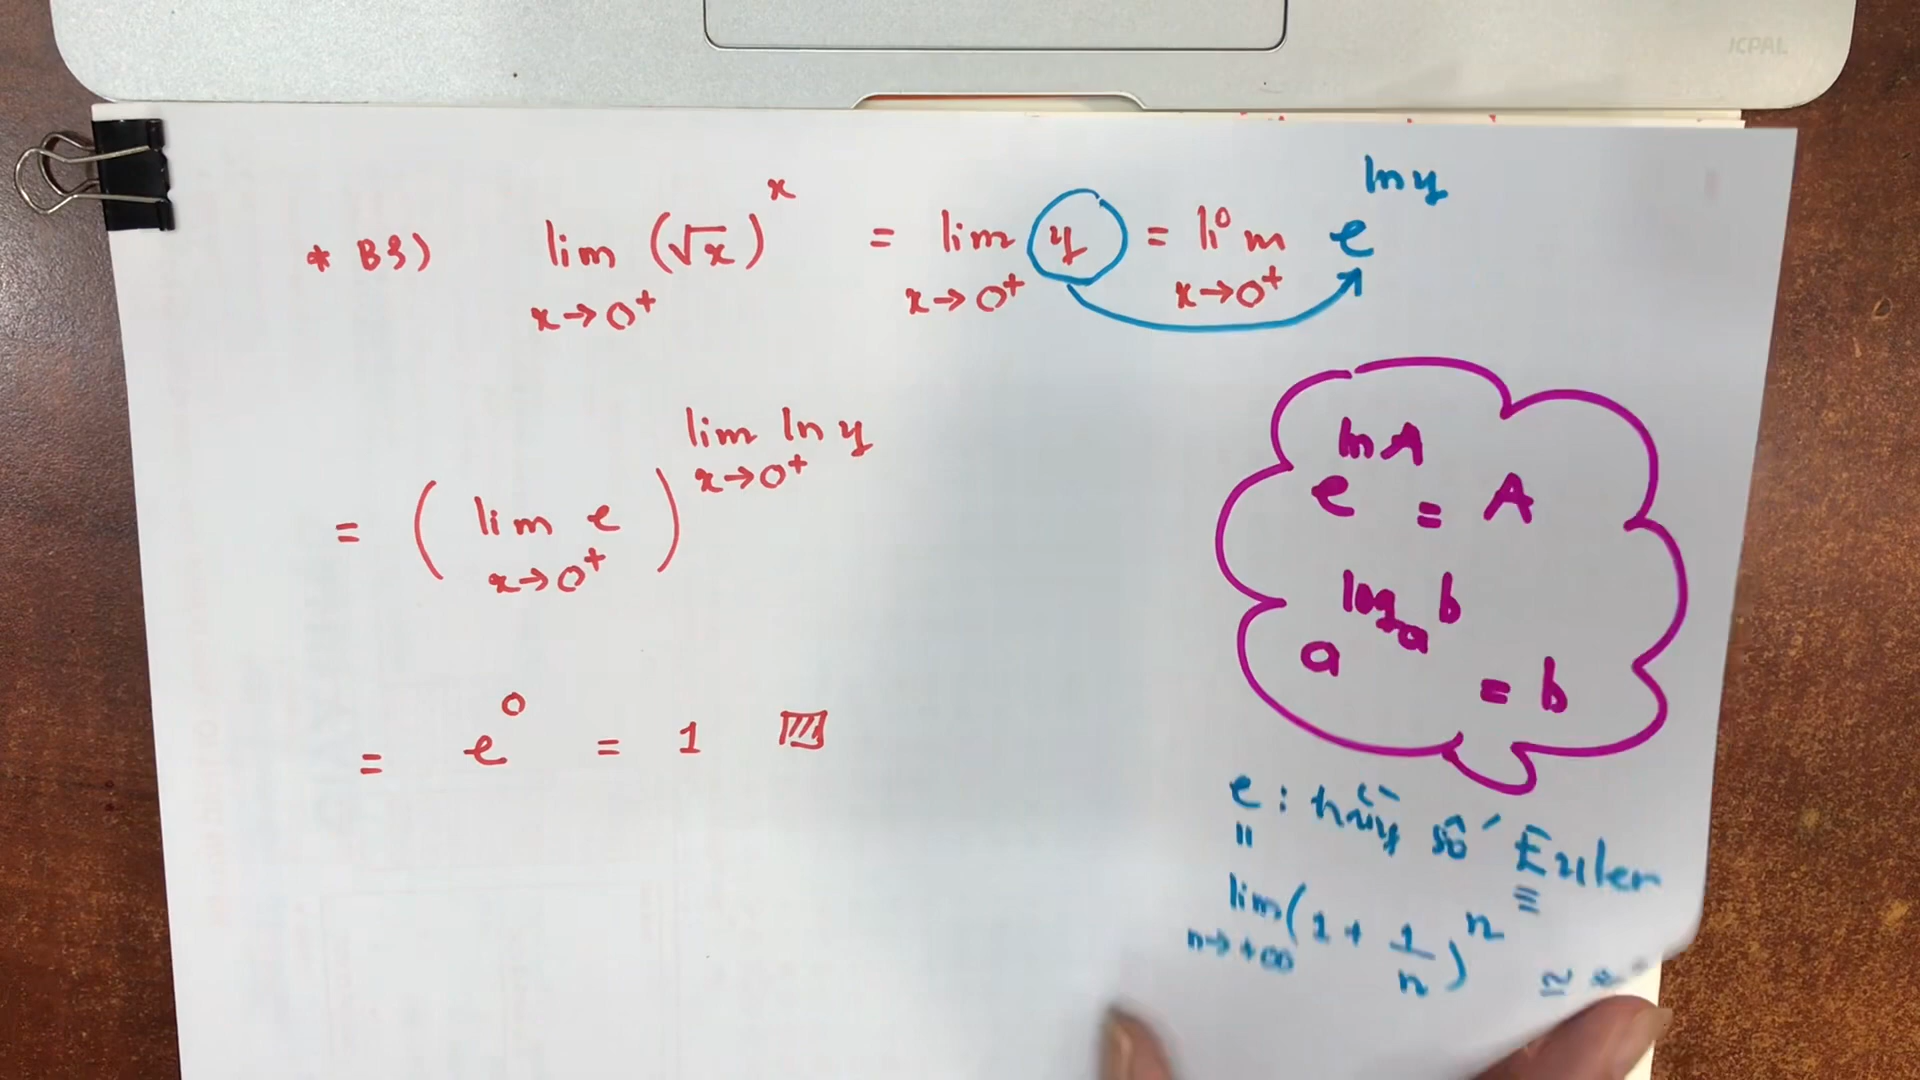 * B3) lim (√x)^x = lim y = lim e^ln y
x→0⁺ x→0⁺ x→0⁺
lim ln y
x→0⁺
= ( lim e )
x→0⁺
= e^0 = 1
ln A
e = A
log_a b
a = b
e : số Euler
=
lim (1 + 1/n)^n ≃
n→+∞
ICPAL